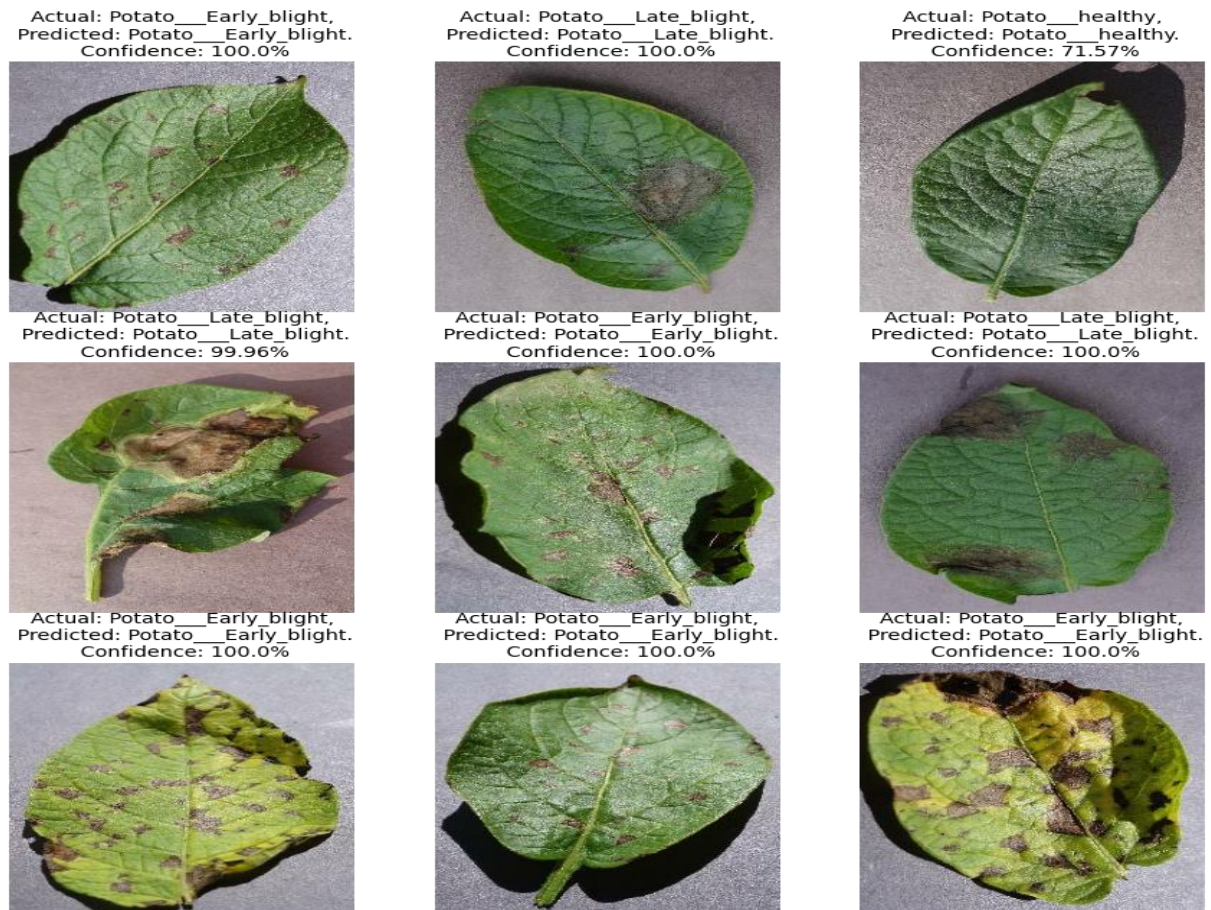 Actual: Potato___Early_blight,
Predicted: Potato___Early_blight.
Confidence: 100.0%
Actual: Potato___Late_blight,
Predicted: Potato___Late_blight.
Confidence: 100.0%
Actual: Potato___healthy,
Predicted: Potato___healthy.
Confidence: 71.57%
Actual: Potato___Late_blight,
Predicted: Potato___Late_blight.
Confidence: 99.96%
Actual: Potato___Early_blight,
Predicted: Potato___Early_blight.
Confidence: 100.0%
Actual: Potato___Late_blight,
Predicted: Potato___Late_blight.
Confidence: 100.0%
Actual: Potato___Early_blight,
Predicted: Potato___Early_blight.
Confidence: 100.0%
Actual: Potato___Early_blight,
Predicted: Potato___Early_blight.
Confidence: 100.0%
Actual: Potato___Early_blight,
Predicted: Potato___Early_blight.
Confidence: 100.0%